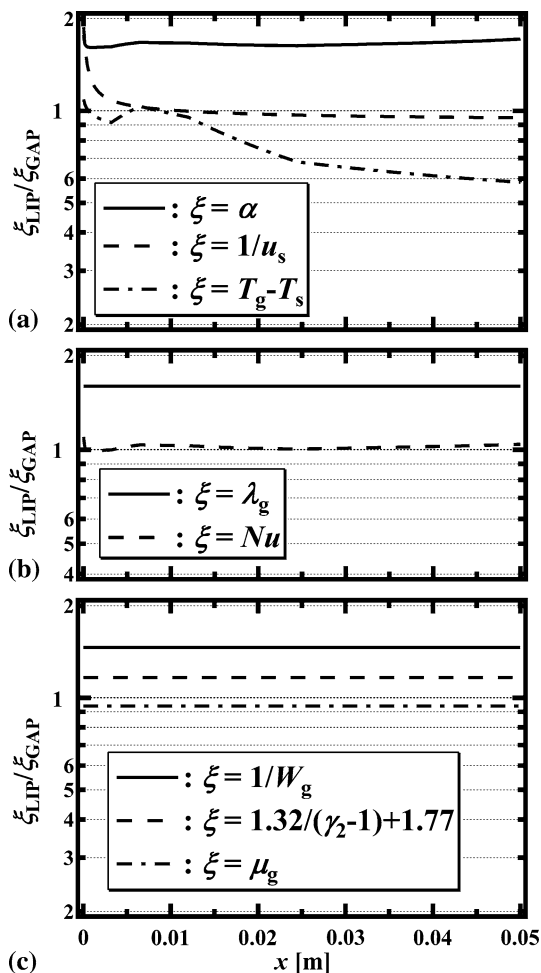 2
1
6
4
2
ξLIP/ξGAP
: ξ = α
: ξ = 1/us
: ξ = Tg-Ts
(a)
2
1
8
6
5
4
ξLIP/ξGAP
: ξ = λg
: ξ = Nu
(b)
2
1
8
6
5
4
3
2
ξLIP/ξGAP
: ξ = 1/Wg
: ξ = 1.32/(γ2-1)+1.77
: ξ = μg
(c)
0 0.01 0.02 0.03 0.04 0.05
x [m]